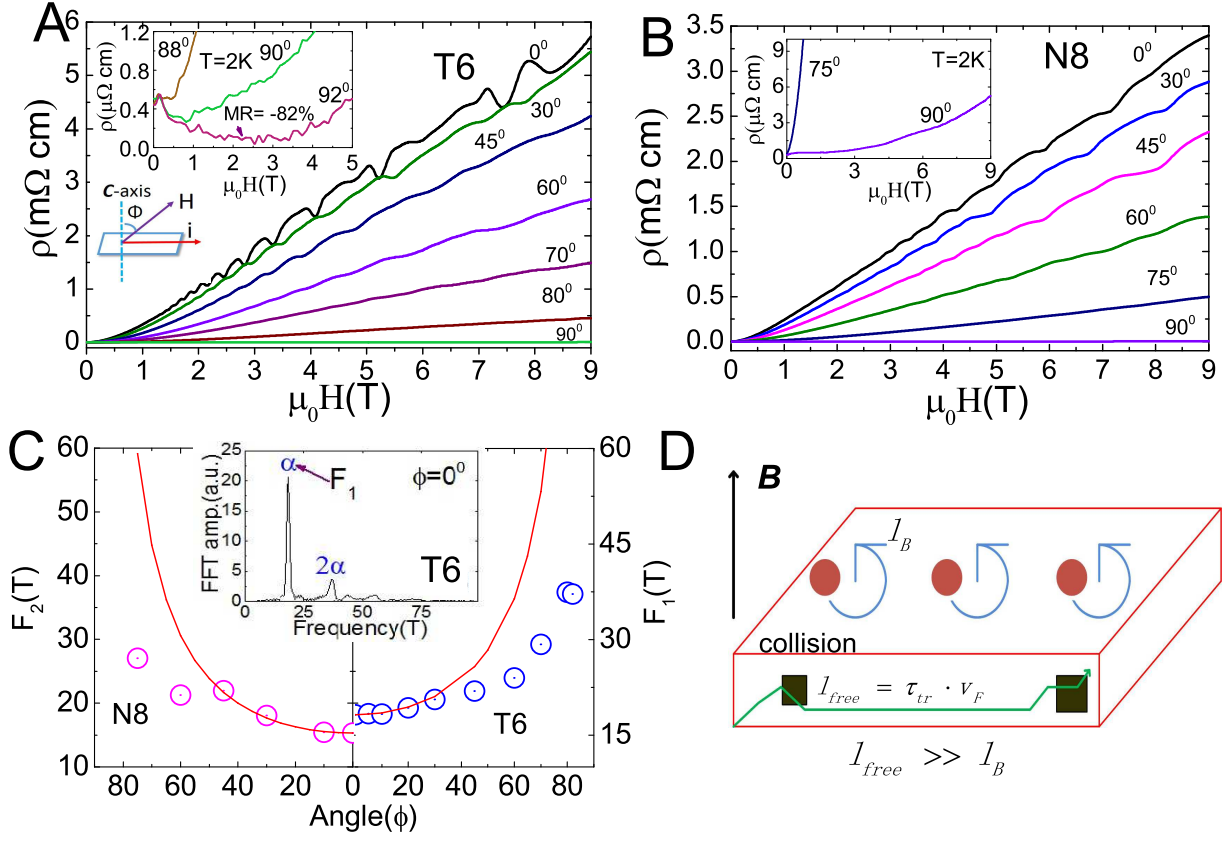 A
T6
ρ(mΩ cm)
6
5
4
3
2
1
0
0 1 2 3 4 5 6 7 8 9
μ₀H(T)
0⁰
30⁰
45⁰
60⁰
70⁰
80⁰
90⁰
ρ(μΩ cm)
1.2
0.8
0.4
0.0
0 1 2 3 4 5
μ₀H(T)
88⁰
T=2K
90⁰
92⁰
MR= -82%
c-axis
H
Φ
i
B
N8
ρ(mΩ cm)
3.5
3.0
2.5
2.0
1.5
1.0
0.5
0.0
0 1 2 3 4 5 6 7 8 9
μ₀H(T)
0⁰
30⁰
45⁰
60⁰
75⁰
90⁰
ρ(μΩ cm)
9
6
3
0
0 3 6 9
μ₀H(T)
75⁰
T=2K
90⁰
C
F₂(T)
60
50
40
30
20
10
80 60 40 20 0 20 40 60 80
Angle(ϕ)
F₁(T)
60
45
30
15
N8
T6
FFT amp.(a.u.)
25
20
15
10
5
0
0 25 50 75
Frequency(T)
α
F₁
ϕ=0⁰
2α
T6
D
B
l_B
collision
l_free = τ_tr · v_F
l_free >> l_B